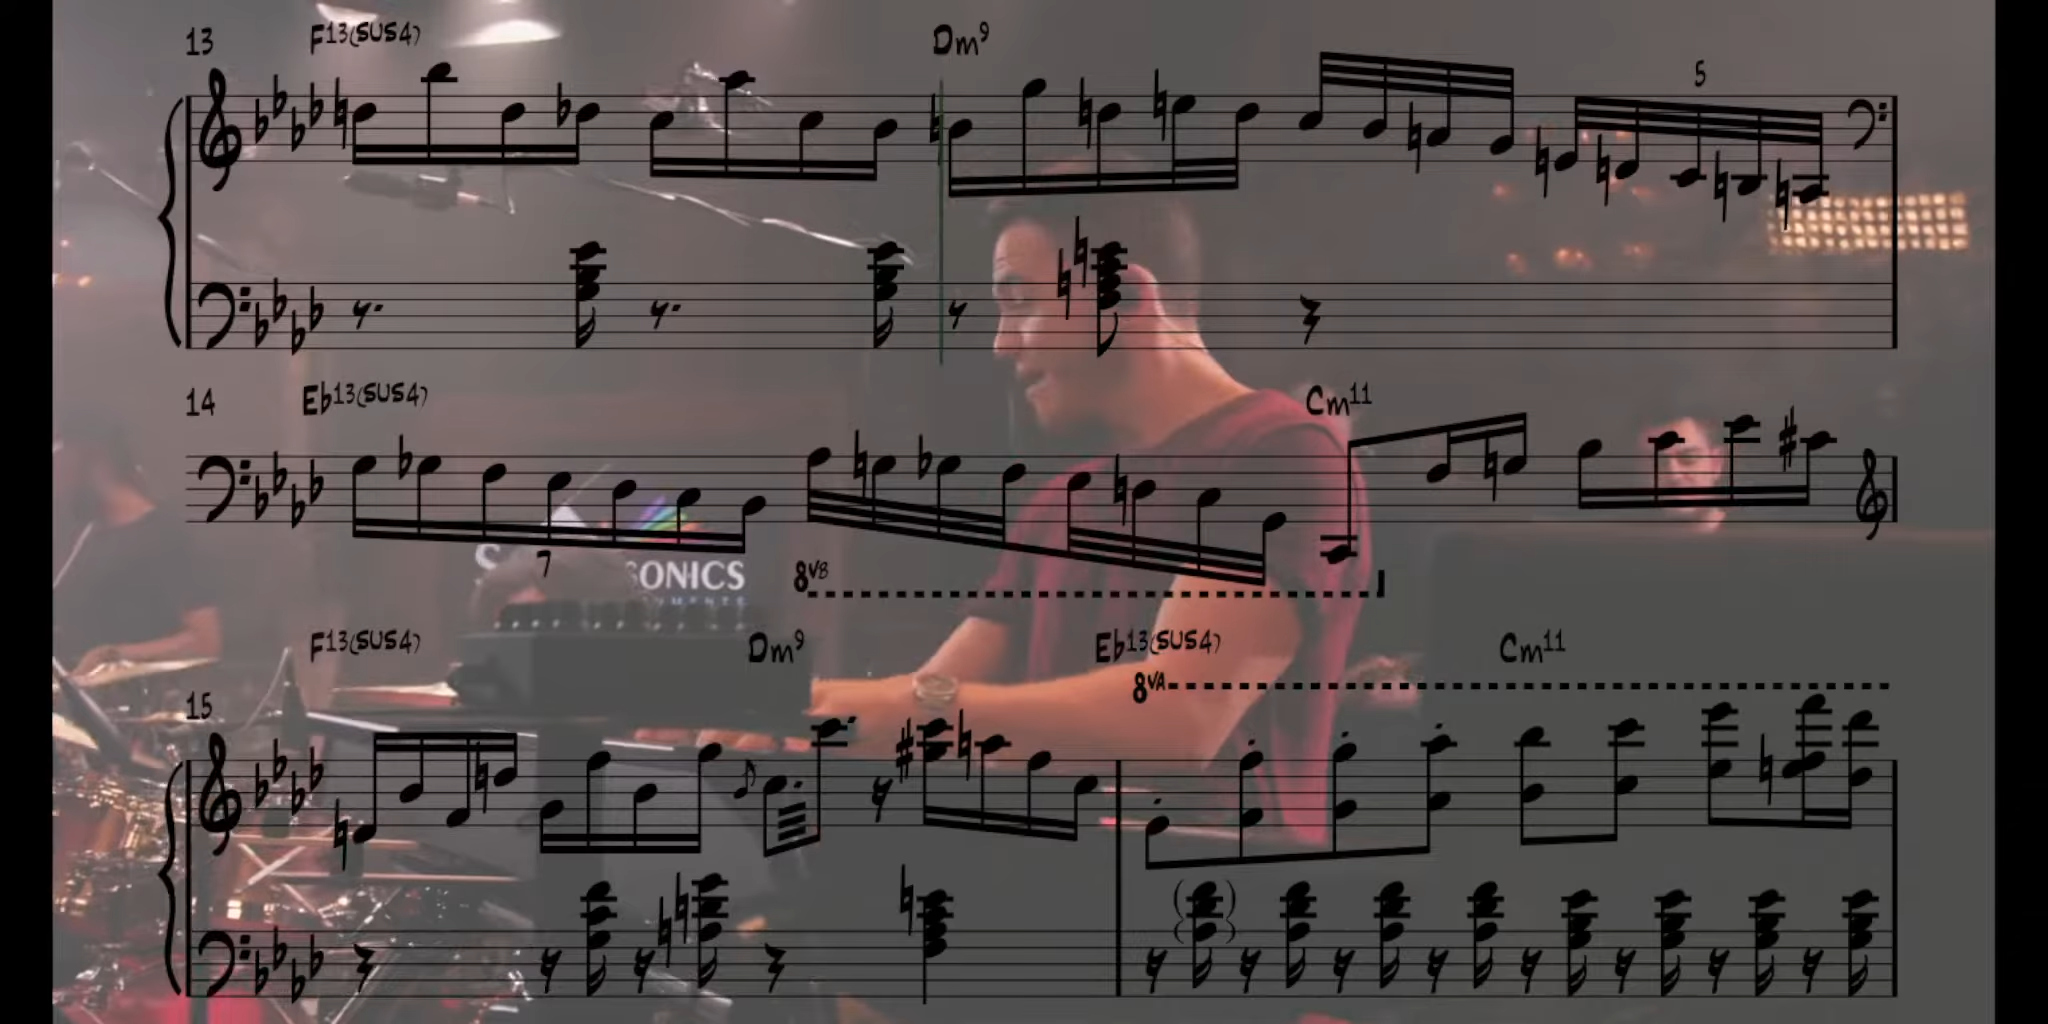 13 F13(SUS4) Dm9 5
14 Eb13(SUS4) Cm11
7
SONICS
8VB
F13(SUS4) Dm9 Eb13(SUS4) Cm11
8VA
15